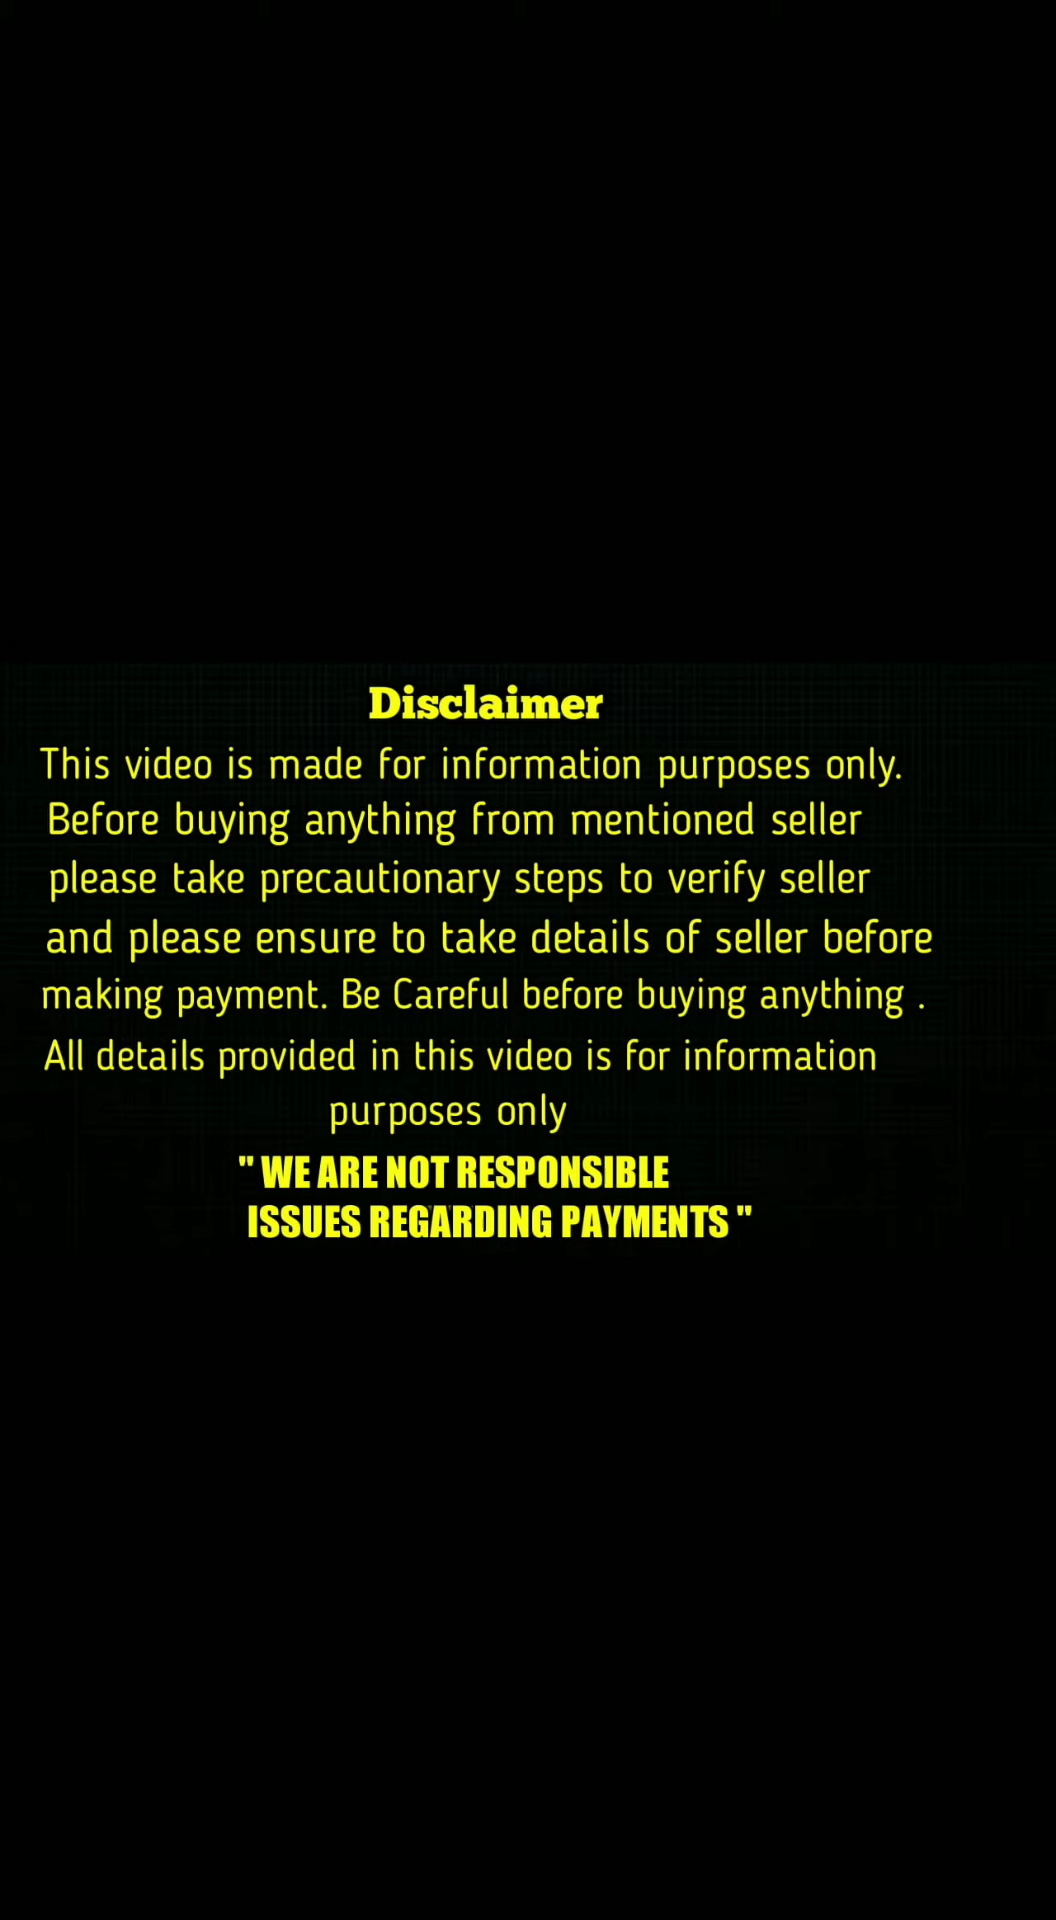 Disclaimer
This video is made for information purposes only.
Before buying anything from mentioned seller
please take precautionary steps to verify seller
and please ensure to take details of seller before
making payment. Be Careful before buying anything .
All details provided in this video is for information
purposes only
" WE ARE NOT RESPONSIBLE
ISSUES REGARDING PAYMENTS "